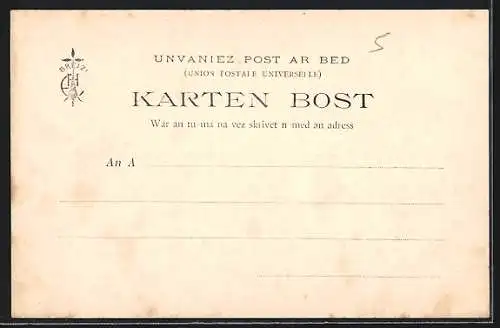 BREIZ
5
UNVANIEZ POST AR BED
(UNION POSTALE UNIVERSELLE)
KARTEN BOST
War an tu-ma na vez skrivet n med an adress
An A